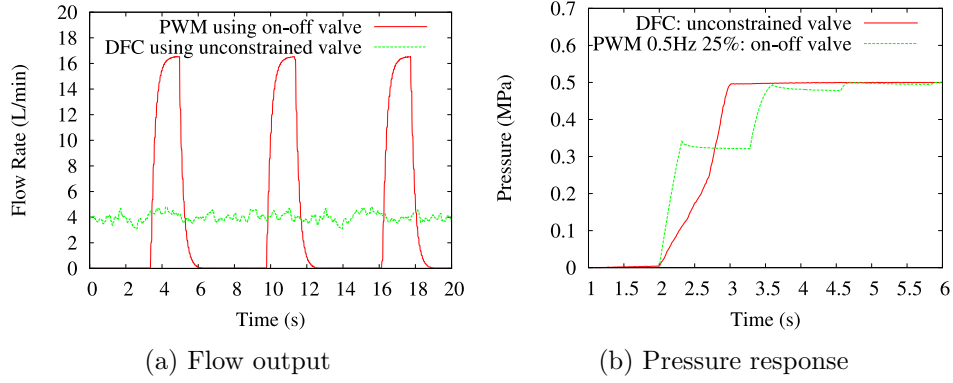 PWM using on-off valve
DFC using unconstrained valve
Flow Rate (L/min)
20
18
16
14
12
10
8
6
4
2
0
0 2 4 6 8 10 12 14 16 18 20
Time (s)
(a) Flow output
DFC: unconstrained valve
PWM 0.5Hz 25%: on-off valve
Pressure (MPa)
0.7
0.6
0.5
0.4
0.3
0.2
0.1
0
1 1.5 2 2.5 3 3.5 4 4.5 5 5.5 6
Time (s)
(b) Pressure response